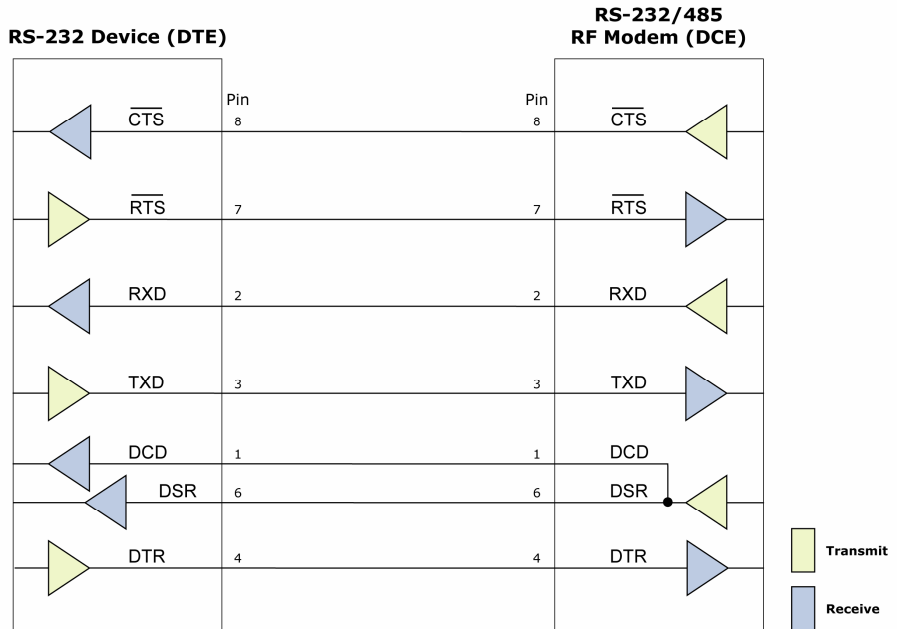 RS-232 Device (DTE)
RS-232/485
RF Modem (DCE)
Pin
Pin
CTS 8 8 CTS
RTS 7 7 RTS
RXD 2 2 RXD
TXD 3 3 TXD
DCD 1 1 DCD
DSR 6 6 DSR
DTR 4 4 DTR
Transmit
Receive